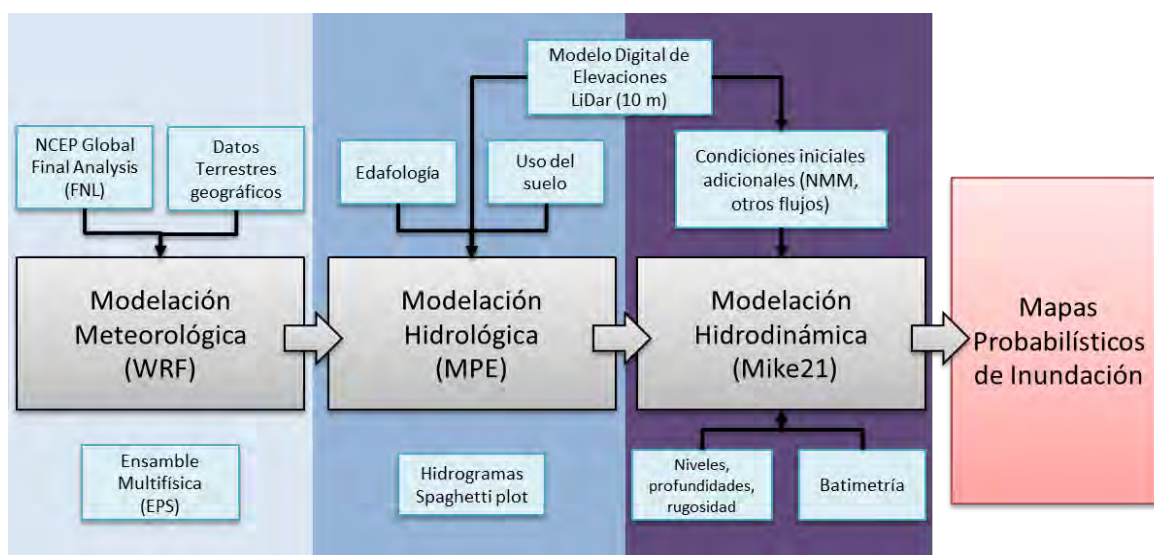 Modelo Digital de
Elevaciones
LiDar (10 m)
NCEP Global
Final Analysis
(FNL)
Datos
Terrestres
geográficos
Edafología
Uso del
suelo
Condiciones iniciales
adicionales (NMM,
otros flujos)
Modelación
Meteorológica
(WRF)
Modelación
Hidrológica
(MPE)
Modelación
Hidrodinámica
(Mike21)
Mapas
Probabilísticos
de Inundación
Ensamble
Multifísica
(EPS)
Hidrogramas
Spaghetti plot
Niveles,
profundidades,
rugosidad
Batimetría